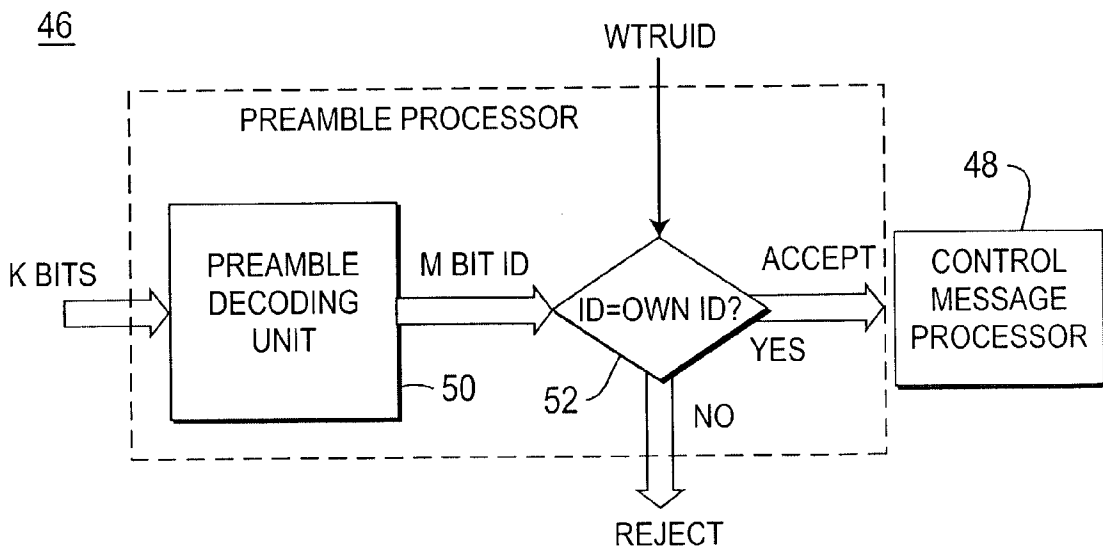 46
WTRUID
PREAMBLE PROCESSOR
48
K BITS
PREAMBLE
DECODING
UNIT
M BIT ID
ID=OWN ID?
ACCEPT
YES
CONTROL
MESSAGE
PROCESSOR
50
52
NO
REJECT